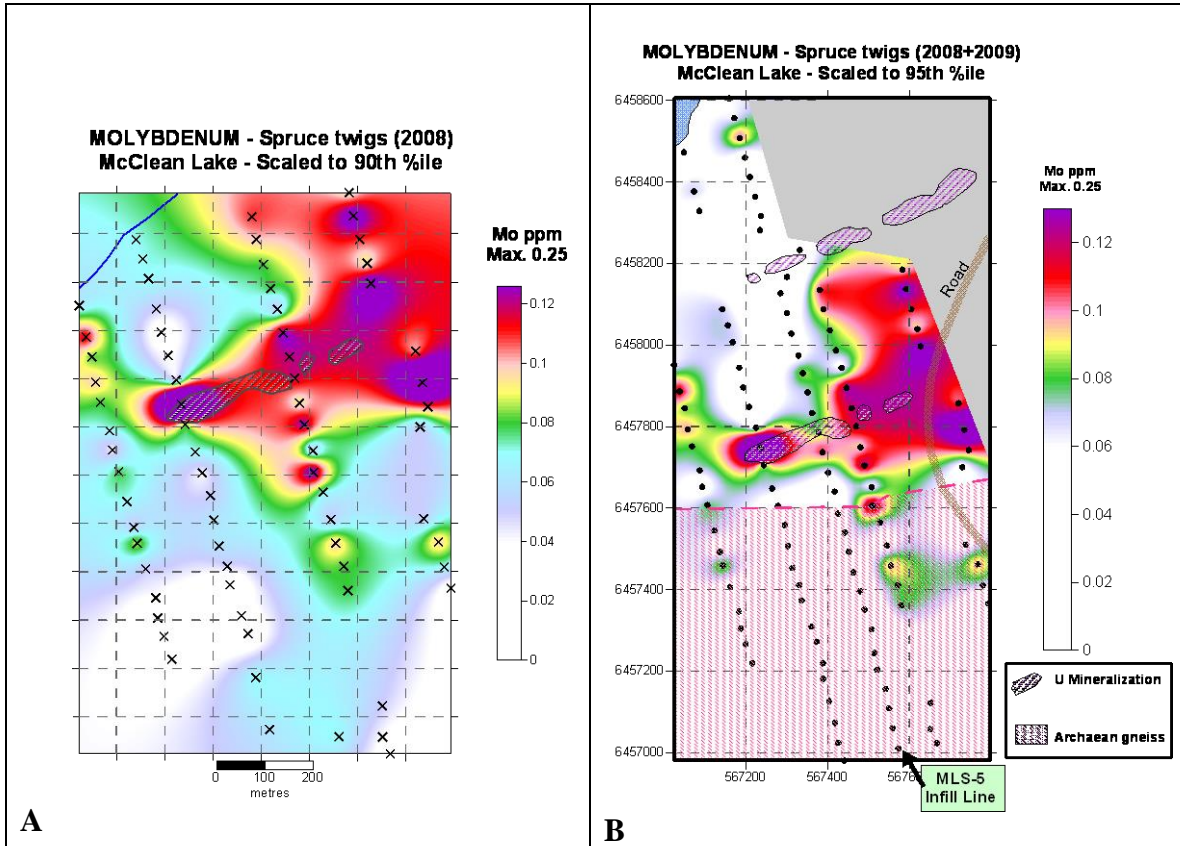 MOLYBDENUM - Spruce twigs (2008)
McClean Lake - Scaled to 90th %ile
Mo ppm
Max. 0.25
0.12
0.1
0.08
0.06
0.04
0.02
0
0 100 200
metres
A
MOLYBDENUM - Spruce twigs (2008+2009)
McClean Lake - Scaled to 95th %ile
6458600
6458400
6458200
6458000
6457800
6457600
6457400
6457200
6457000
567200
567400
Road
Mo ppm
Max. 0.25
0.12
0.1
0.08
0.06
0.04
0.02
0
U Mineralization
Archaean gneiss
MLS-5
Infill Line
B